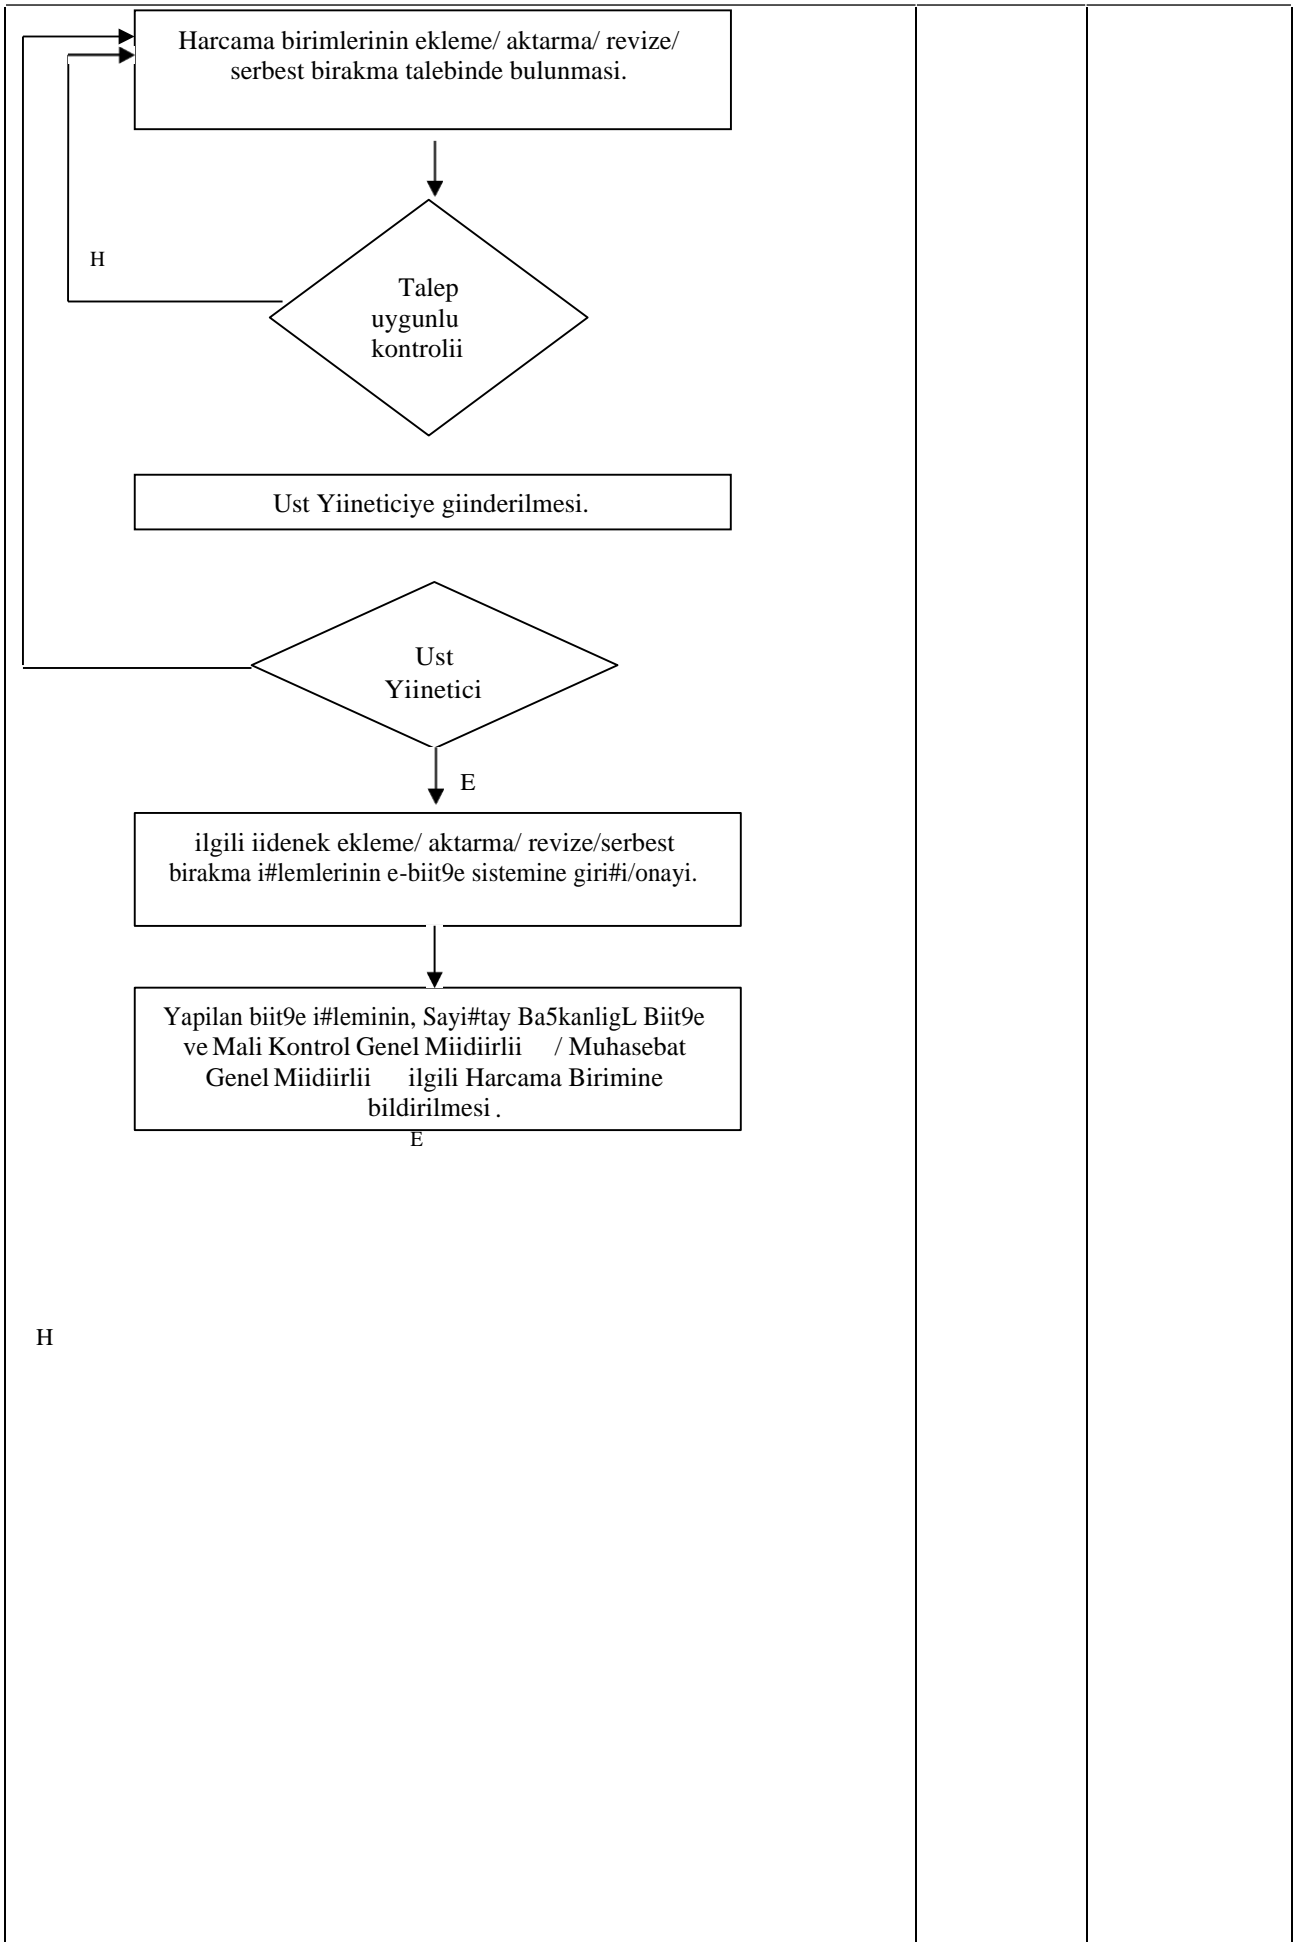 Harcama birimlerinin ekleme/ aktarma/ revize/
serbest birakma talebinde bulunmasi.
H
Talep
uygunlu
kontrolii
Ust Yiineticiye giinderilmesi.
Ust
Yiinetici
E
ilgili iidenek ekleme/ aktarma/ revize/serbest
birakma i#lemlerinin e-biit9e sistemine giri#i/onayi.
Yapilan biit9e i#leminin, Sayi#tay Ba5kanligL Biit9e
ve Mali Kontrol Genel Miidiirlii / Muhasebat
Genel Miidiirlii ilgili Harcama Birimine
bildirilmesi .
E
H